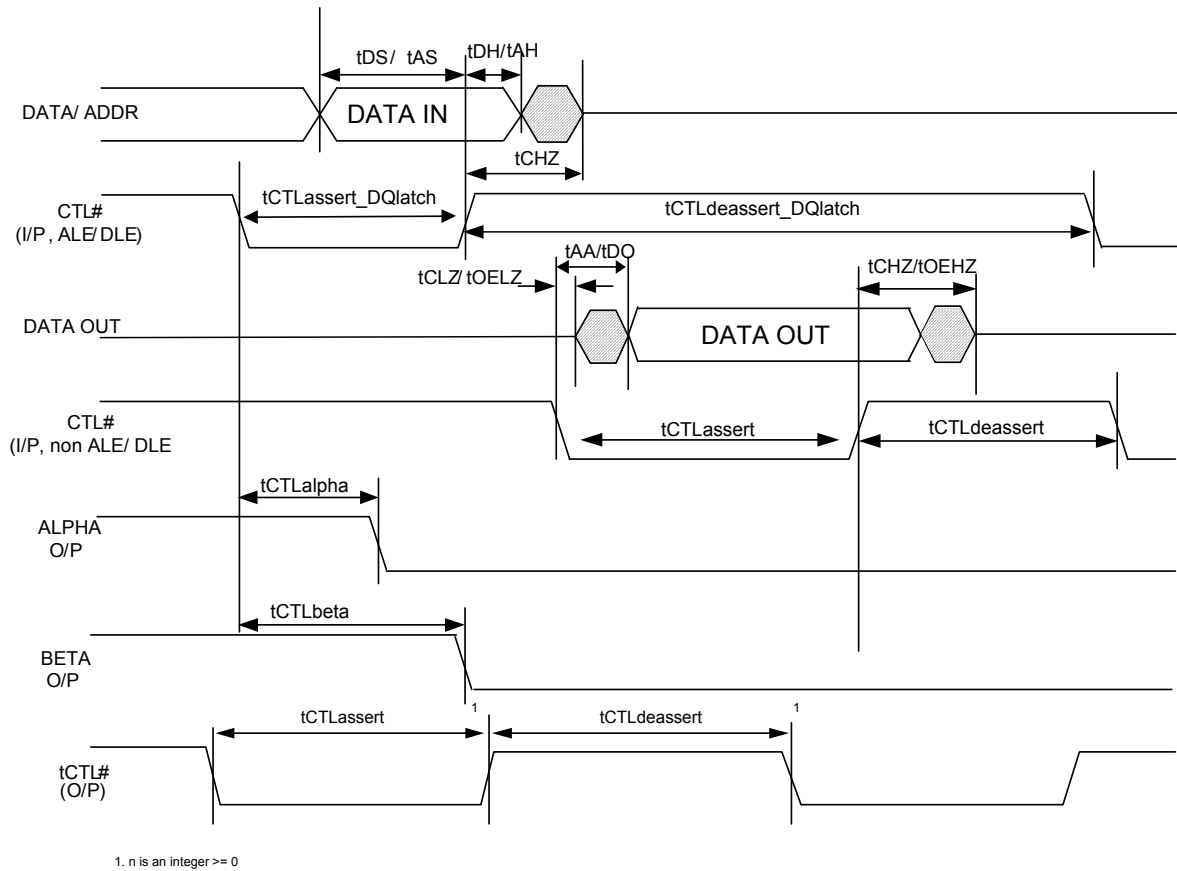 tDS/ tAS
tDH/tAH
DATA/ ADDR
DATA IN
tCHZ
tCTLassert_DQlatch
tCTLdeassert_DQlatch
CTL#
(I/P , ALE/ DLE)
tAA/tDO
tCLZ/ tOELZ
tCHZ/tOEHZ
DATA OUT
DATA OUT
CTL#
(I/P, non ALE/ DLE
tCTLassert
tCTLdeassert
tCTLalpha
ALPHA
O/P
tCTLbeta
BETA
O/P
tCTLassert
1
tCTLdeassert
1
tCTL#
(O/P)
1. n is an integer >= 0